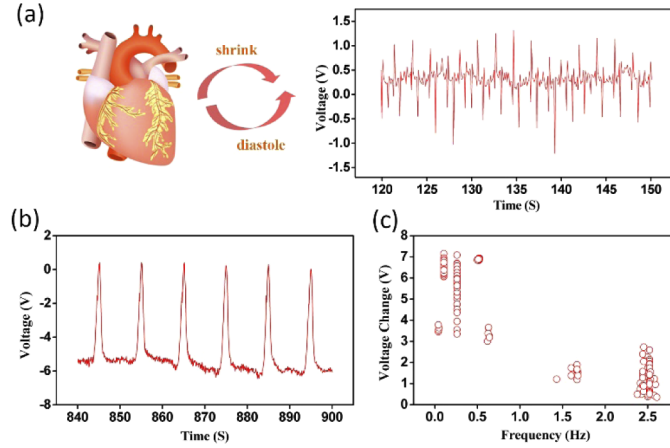 (a)
shrink
diastole
Voltage (V)
1.5
1.0
0.5
0.0
-0.5
-1.0
-1.5
120 125 130 135 140 145 150
Time (S)
(b)
Voltage (V)
2
0
-2
-4
-6
-8
840 850 860 870 880 890 900
Time (S)
(c)
Voltage Change (V)
8
7
6
5
4
3
2
1
0
0.0 0.5 1.0 1.5 2.0 2.5
Frequency (Hz)